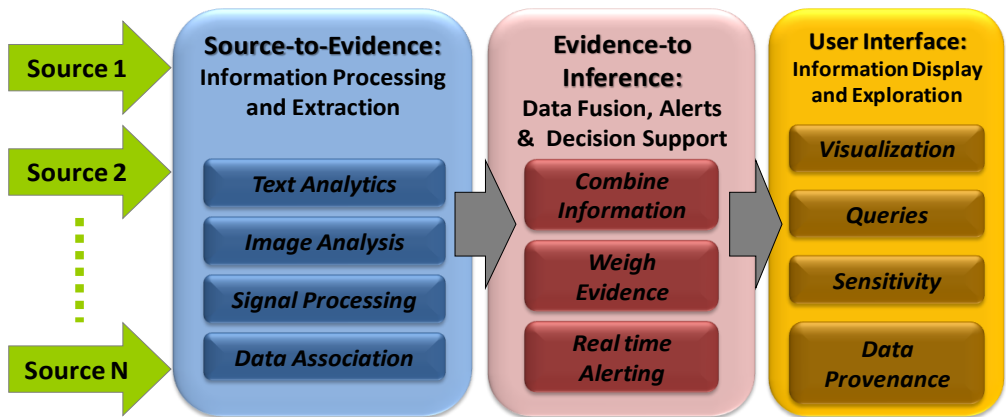 Source 1
Source 2
Source N
Source-to-Evidence:
Information Processing
and Extraction
Text Analytics
Image Analysis
Signal Processing
Data Association
Evidence-to
Inference:
Data Fusion, Alerts
& Decision Support
Combine
Information
Weigh
Evidence
Real time
Alerting
User Interface:
Information Display
and Exploration
Visualization
Queries
Sensitivity
Data
Provenance